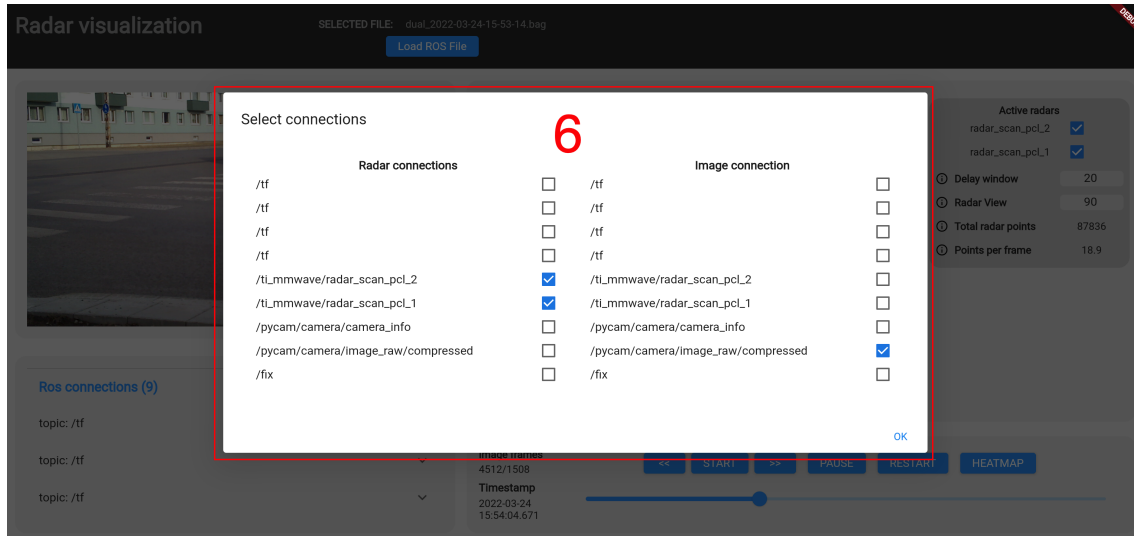 Radar visualization
SELECTED FILE: dual_2022-03-24-15-53-14.bag
Load ROS File
Select connections
6
Radar connections
Image connection
/tf
/tf
/tf
/tf
/tf
/tf
/tf
/tf
/ti_mmwave/radar_scan_pcl_2
/ti_mmwave/radar_scan_pcl_2
/ti_mmwave/radar_scan_pcl_1
/ti_mmwave/radar_scan_pcl_1
/pycam/camera/camera_info
/pycam/camera/camera_info
/pycam/camera/image_raw/compressed
/pycam/camera/image_raw/compressed
/fix
/fix
OK
Active radars
radar_scan_pcl_2
radar_scan_pcl_1
Delay window 20
Radar View 90
Total radar points 87836
Points per frame 18.9
Ros connections (9)
topic: /tf
topic: /tf
topic: /tf
Image frames
4512/1508
<< START >> PAUSE RESTART HEATMAP
Timestamp
2022-03-24
15:54:04.671